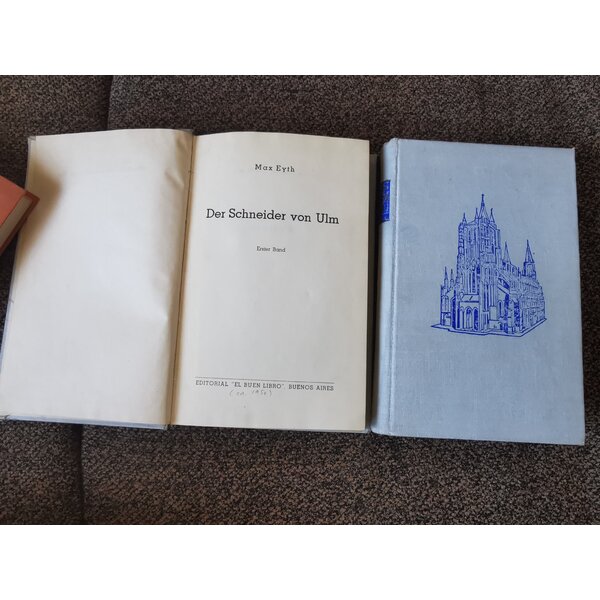 Max Eyth
Der Schneider von Ulm
Erster Band
EDITORIAL "EL BUEN LIBRO" BUENOS AIRES